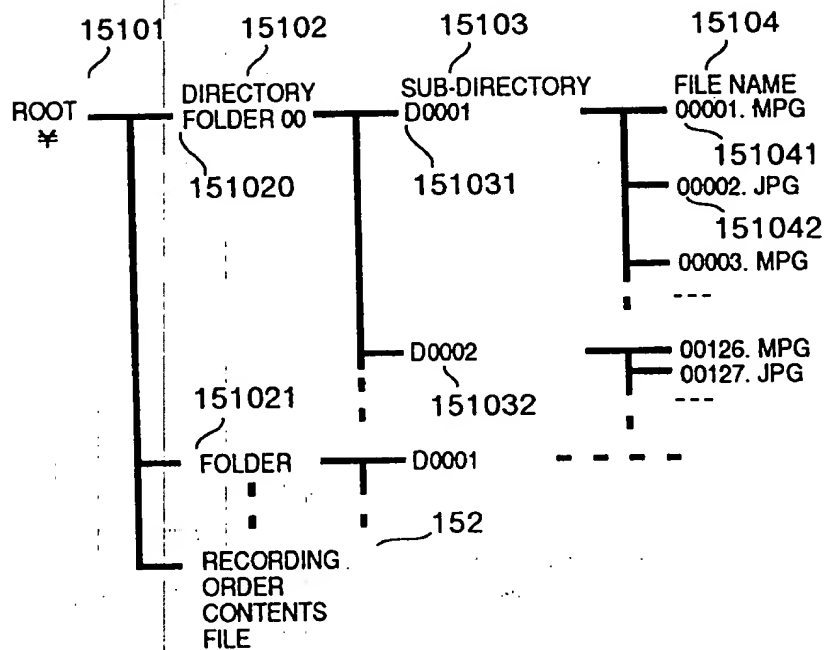 15101
15102
15103
15104
ROOT
¥
DIRECTORY
FOLDER 00
SUB-DIRECTORY
D0001
FILE NAME
00001. MPG
151020
151031
151041
00002. JPG
151042
00003. MPG
D0002
00126. MPG
151032
00127. JPG
151021
FOLDER
D0001
152
RECORDING
ORDER
CONTENTS
FILE